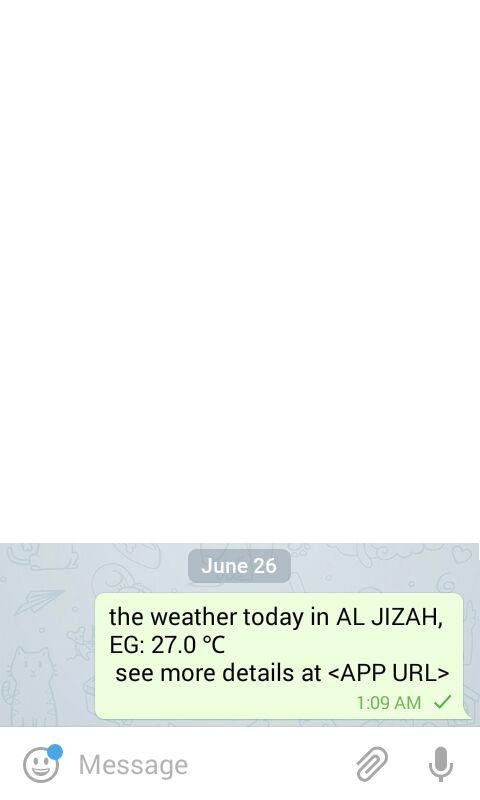 June 26
the weather today in AL JIZAH,
EG: 27.0 °C
see more details at <APP URL>
1:09 AM
Message